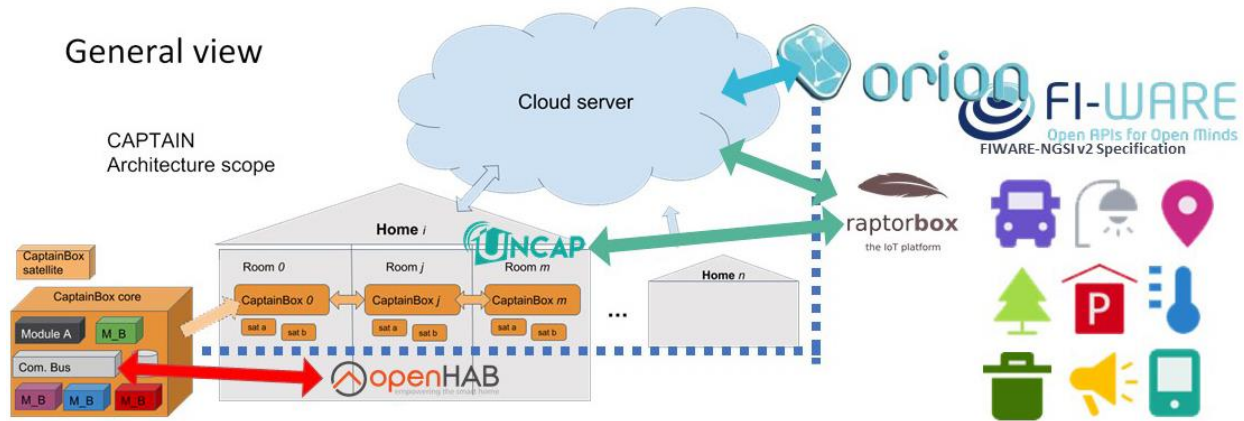 General view
CAPTAIN
Architecture scope
Cloud server
orion
FI-WARE
Open APIs for Open Minds
FIWARE-NGSI v2 Specification
raptorbox
the IoT platform
Home i
UNCAP
Room 0
Room j
Room m
CaptainBox 0
CaptainBox j
CaptainBox m
sat a
sat b
sat a
sat b
sat a
sat b
...
Home n
CaptainBox
satellite
CaptainBox core
Module A
M_B
Com. Bus
M_B
M_B
M_B
openHAB
empowering the smart home
P